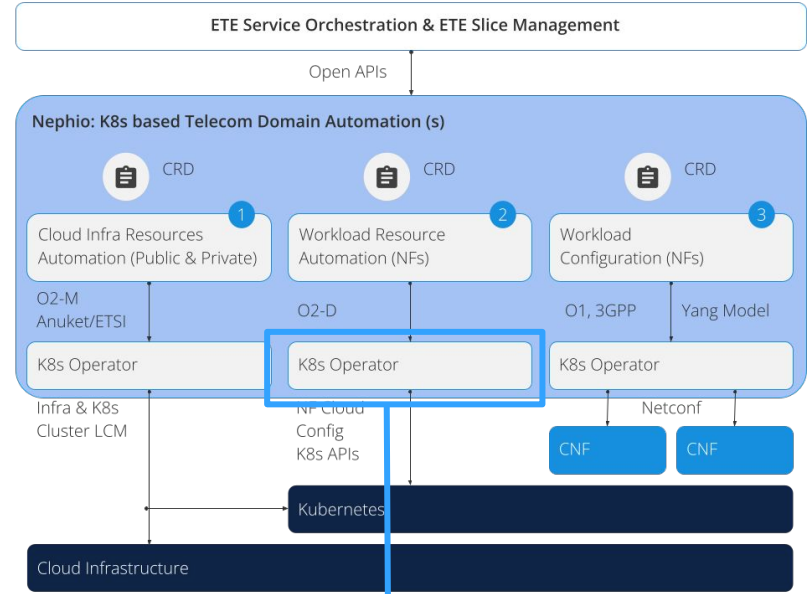 ETE Service Orchestration & ETE Slice Management
Open APIs
Nephio: K8s based Telecom Domain Automation (s)
CRD
CRD
CRD
1
2
3
Cloud Infra Resources
Automation (Public & Private)
Workload Resource
Automation (NFs)
Workload
Configuration (NFs)
O2-M
Anuket/ETSI
O2-D
O1, 3GPP
Yang Model
K8s Operator
K8s Operator
K8s Operator
Infra & K8s
Cluster LCM
NF Cloud
Config
K8s APIs
Netconf
CNF
CNF
Kubernetes
Cloud Infrastructure